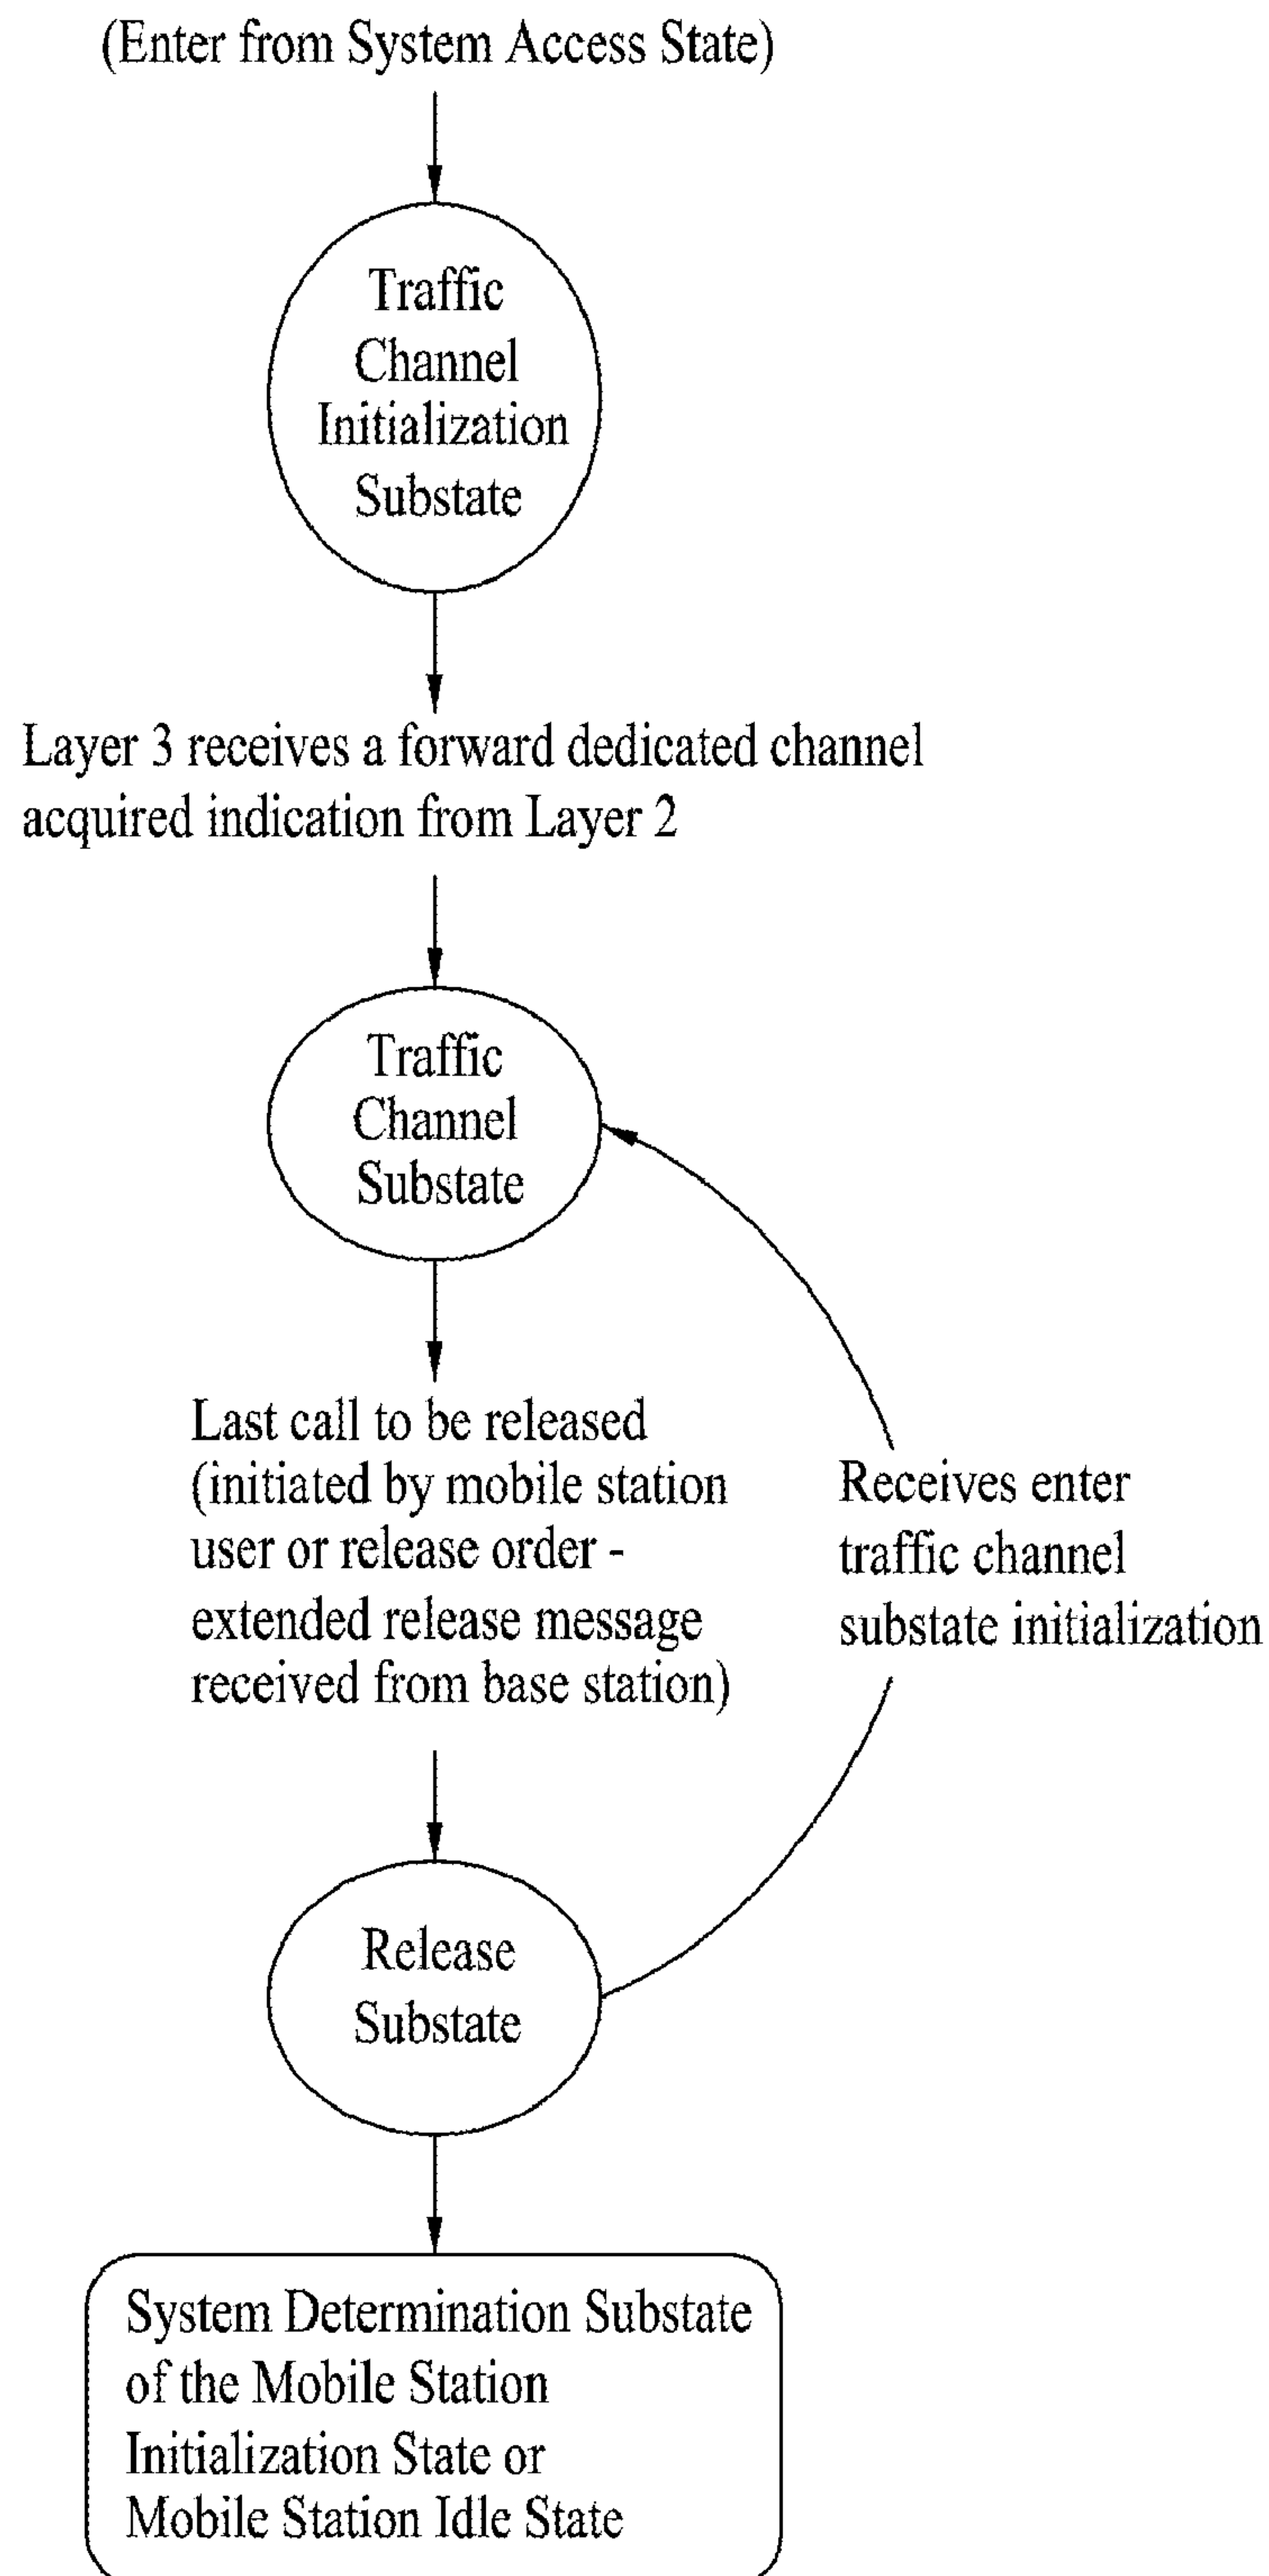 (Enter from System Access State)
Traffic
Channel
Initialization
Substate
Layer 3 receives a forward dedicated channel
acquired indication from Layer 2
Traffic
Channel
Substate
Last call to be released
(initiated by mobile station
user or release order -
extended release message
received from base station)
Receives enter
traffic channel
substate initialization
Release
Substate
System Determination Substate
of the Mobile Station
Initialization State or
Mobile Station Idle State